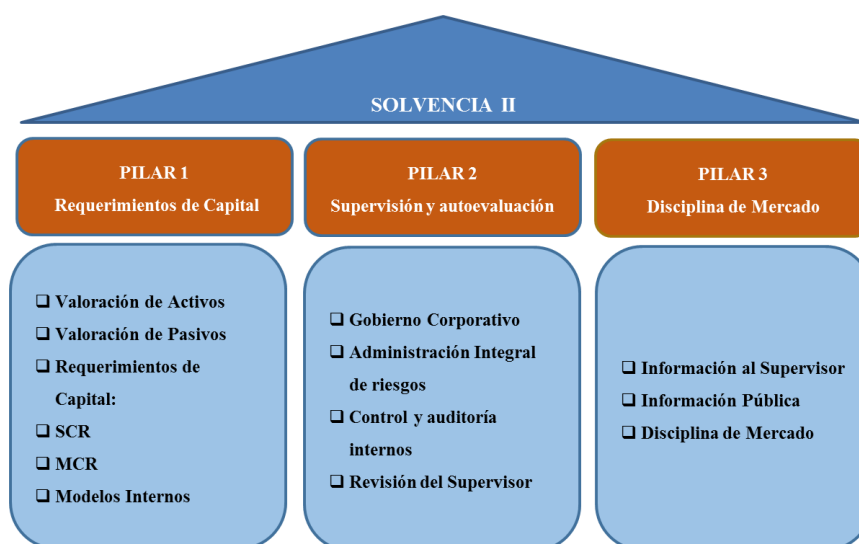 SOLVENCIA II
PILAR 1
Requerimientos de Capital
PILAR 2
Supervisión y autoevaluación
PILAR 3
Disciplina de Mercado
❑ Valoración de Activos
❑ Valoración de Pasivos
❑ Requerimientos de
Capital:
❑ SCR
❑ MCR
❑ Modelos Internos
❑ Gobierno Corporativo
❑ Administración Integral
de riesgos
❑ Control y auditoría
internos
❑ Revisión del Supervisor
❑ Información al Supervisor
❑ Información Pública
❑ Disciplina de Mercado